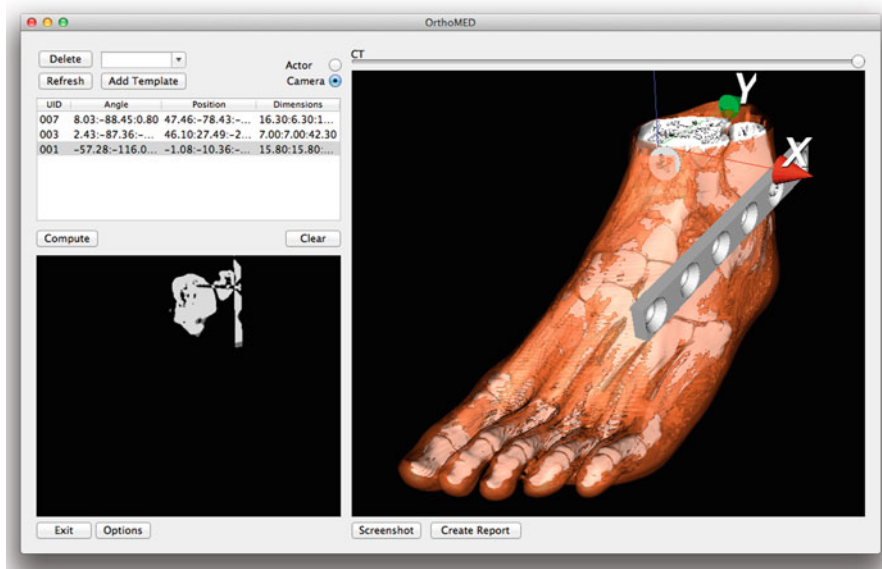 OrthoMED
Delete
Actor
Refresh Add Template Camera
UID Angle Position Dimensions
007 8.03:-88.45:0.80 47.46:-78.43:-... 16.30:6.30:1...
003 2.43:-87.36:-... 46.10:27.49:-2... 7.00:7.00:42.30
001 -57.28:-116.0... -1.08:-10.36:-... 15.80:15.80:...
Compute Clear
Exit Options
CT
Y
X
Screenshot Create Report